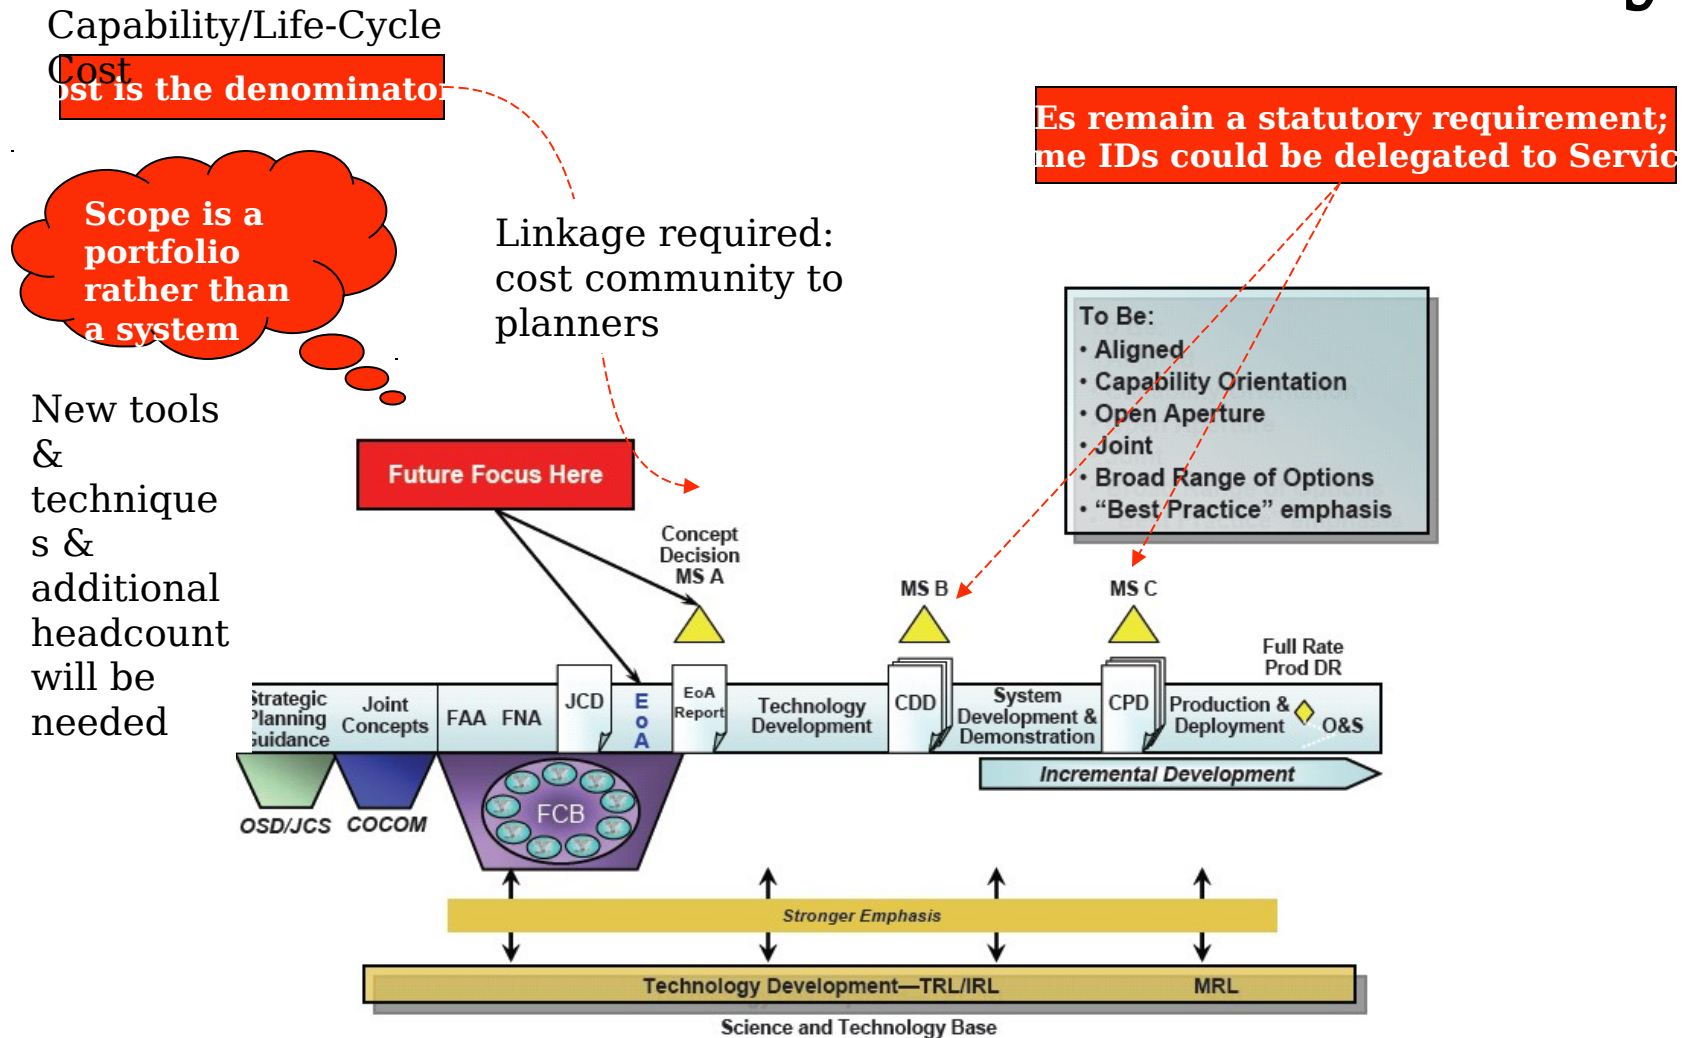 Capability/Life-Cycle
Cost
ost is the denominator
Es remain a statutory requirement;
me IDs could be delegated to Servic
Scope is a
portfolio
rather than
a system
Linkage required:
cost community to
planners
To Be:
• Aligned
• Capability Orientation
• Open Aperture
• Joint
• Broad Range of Options
• “Best Practice” emphasis
New tools
&
technique
s &
additional
headcount
will be
needed
Future Focus Here
Concept
Decision
MS A
MS B
MS C
Full Rate
Prod DR
Strategic
Planning
Guidance
Joint
Concepts
FAA FNA
JCD
E
o
A
EoA
Report
Technology
Development
CDD
System
Development &
Demonstration
CPD
Production &
Deployment
O&S
Incremental Development
OSD/JCS
COCOM
FCB
Stronger Emphasis
Technology Development—TRL/IRL
MRL
Science and Technology Base